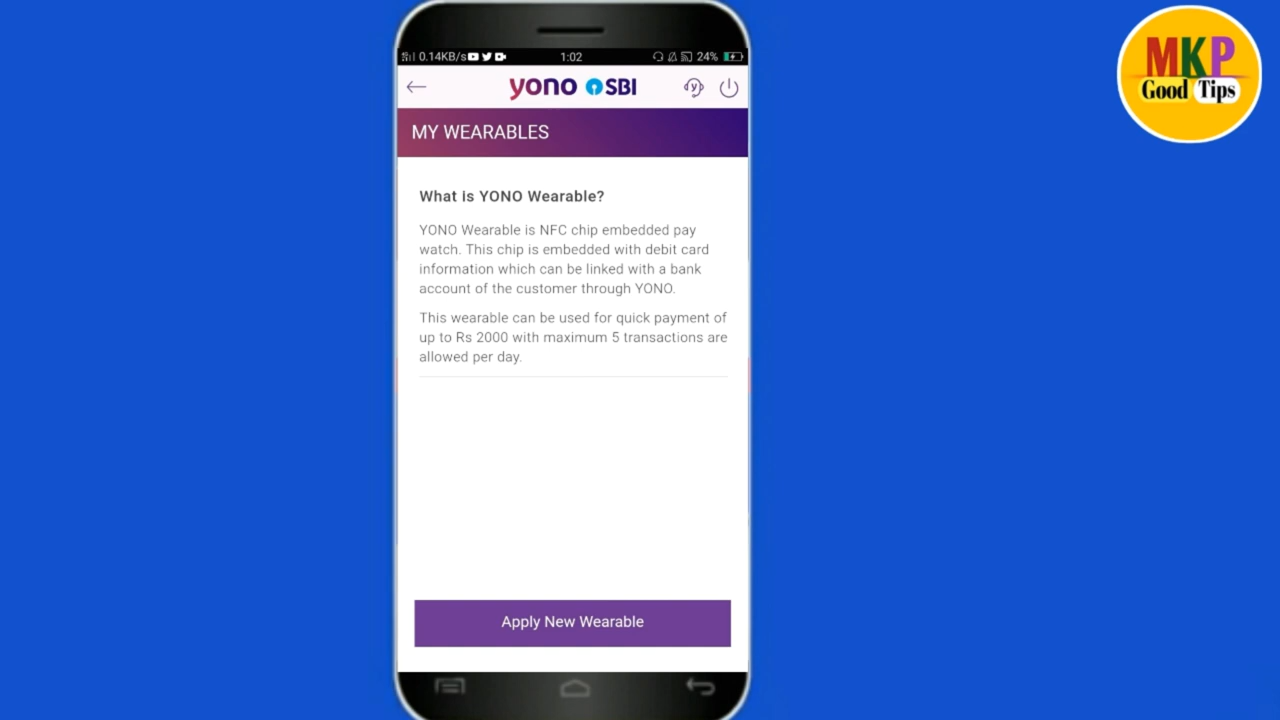 0.14KB/s 1:02 24%
yono SBI
MY WEARABLES
What is YONO Wearable?
YONO Wearable is NFC chip embedded pay
watch. This chip is embedded with debit card
information which can be linked with a bank
account of the customer through YONO.
This wearable can be used for quick payment of
up to Rs 2000 with maximum 5 transactions are
allowed per day.
Apply New Wearable
MKP
Good Tips